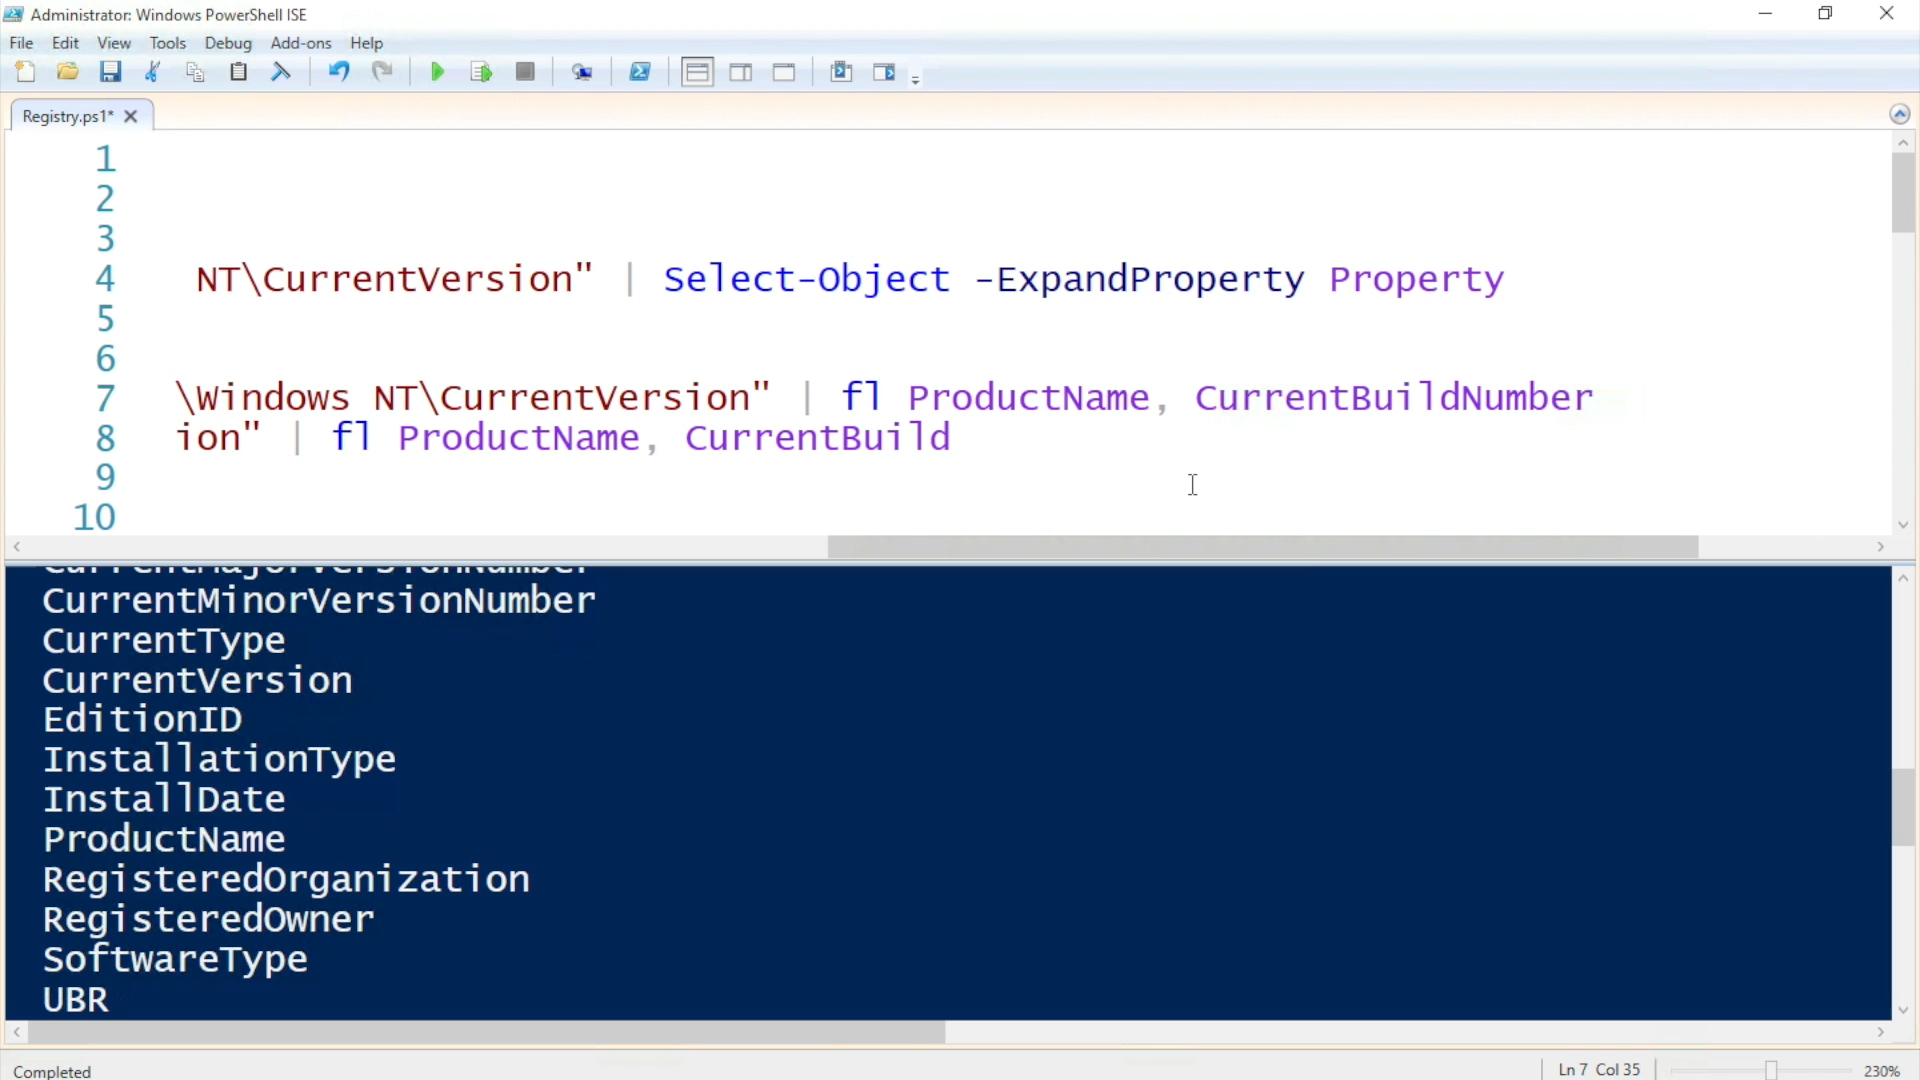 Administrator: Windows PowerShell ISE
File Edit View Tools Debug Add-ons Help
Registry.ps1*
1
2
3
4 NT\CurrentVersion" | Select-Object -ExpandProperty Property
5
6
7 \Windows NT\CurrentVersion" | fl ProductName, CurrentBuildNumber
8 ion" | fl ProductName, CurrentBuild
9
10
CurrentMajorVersionNumber
CurrentMinorVersionNumber
CurrentType
CurrentVersion
EditionID
InstallationType
InstallDate
ProductName
RegisteredOrganization
RegisteredOwner
SoftwareType
UBR
Completed Ln 7 Col 35 230%